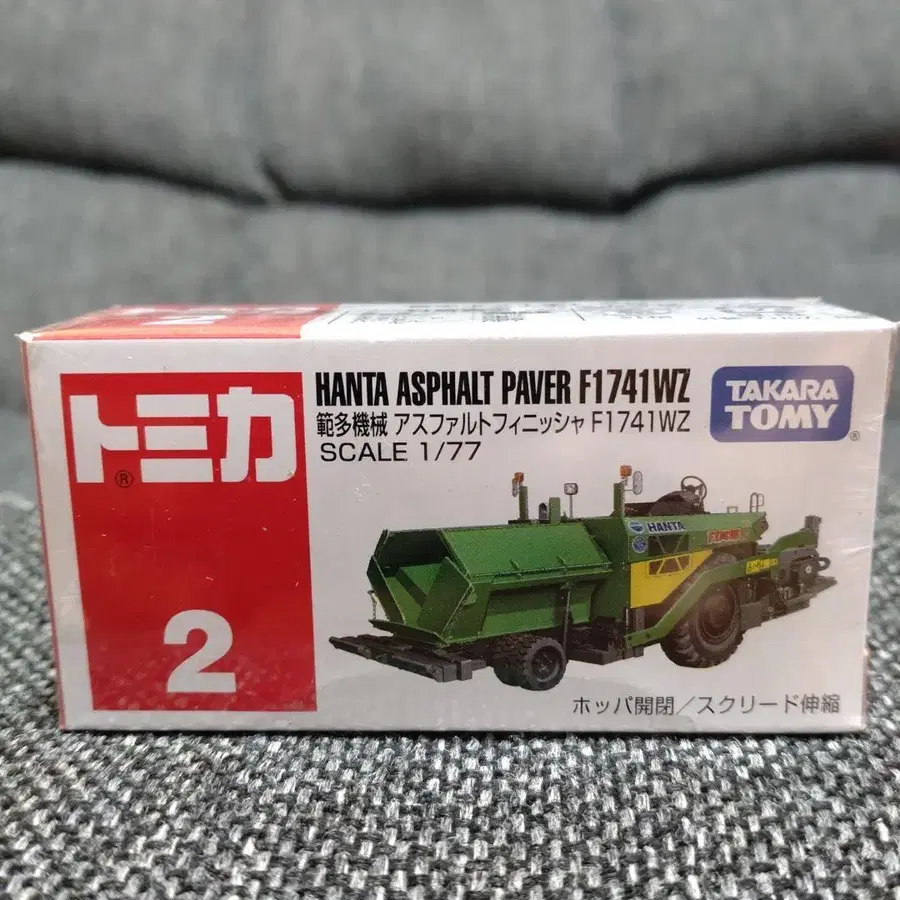 トミカ
®
2
HANTA ASPHALT PAVER F1741WZ
範多機械 アスファルトフィニッシャ F1741WZ
SCALE 1/77
TAKARA
TOMY
®
HANTA
ホッパ開閉/スクリード伸縮